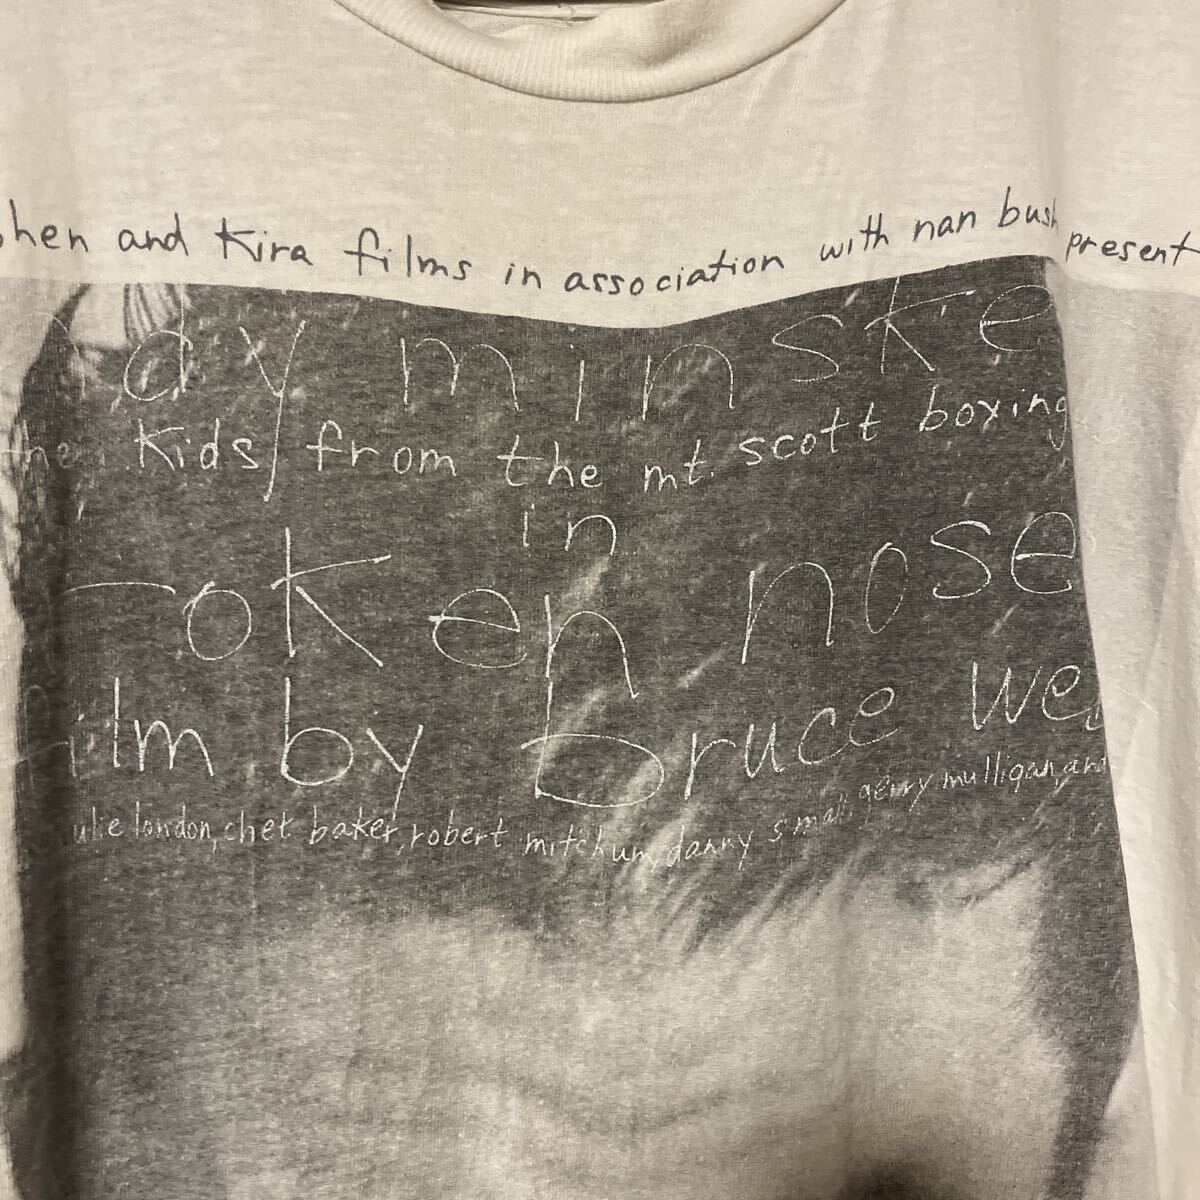 hen and Kira films in association with nan bush present
dy minske
the Kids from the mt. scott boxing
in
roken nose
film by bruce we
ulie london, chet baker, robert mitchum, danny small, gerry mulligan, and